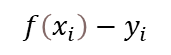 f(xᵢ) − yᵢ